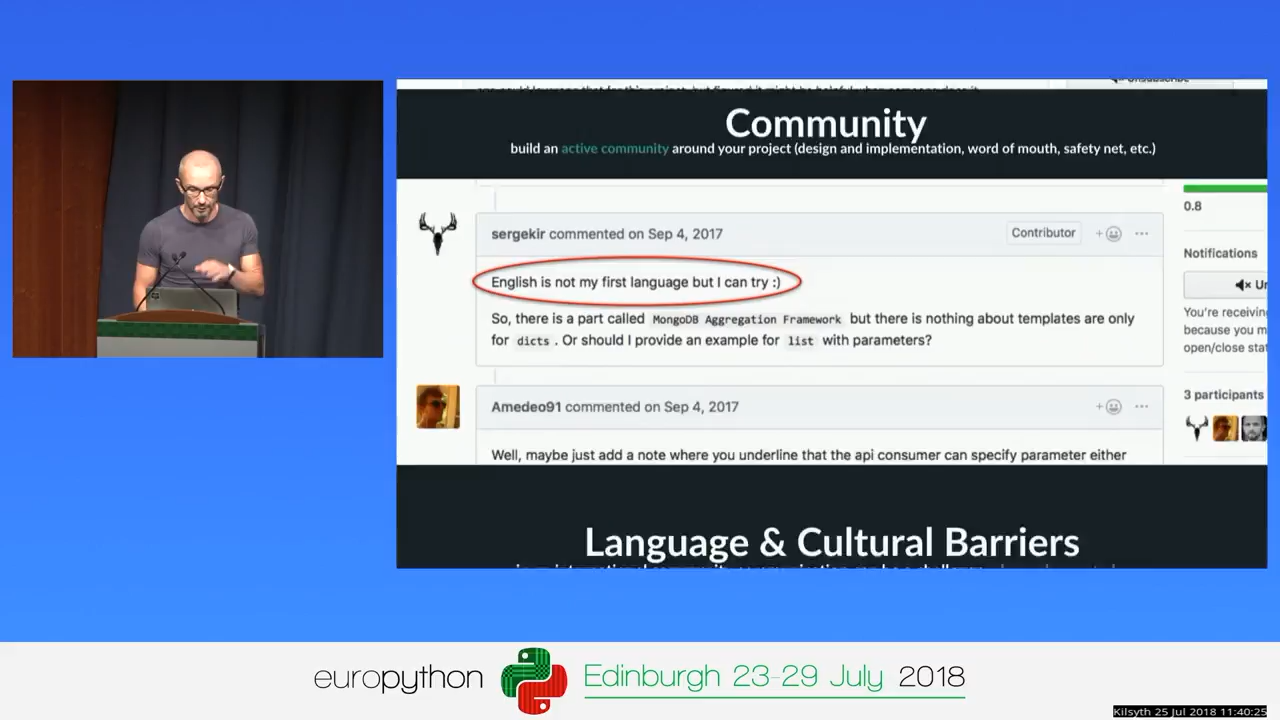 Unsubscribe
Community
build an active community around your project (design and implementation, word of mouth, safety net, etc.)
0.8
sergekir commented on Sep 4, 2017
Contributor
Notifications
English is not my first language but I can try :)
Un
So, there is a part called MongoDB Aggregation Framework but there is nothing about templates are only
for dicts . Or should I provide an example for list with parameters?
You're receiving
because you m
open/close stat
3 participants
Amedeo91 commented on Sep 4, 2017
Well, maybe just add a note where you underline that the api consumer can specify parameter either
Language & Cultural Barriers
europython
Edinburgh 23-29 July 2018
Kilsyth 25 Jul 2018 11:40:25